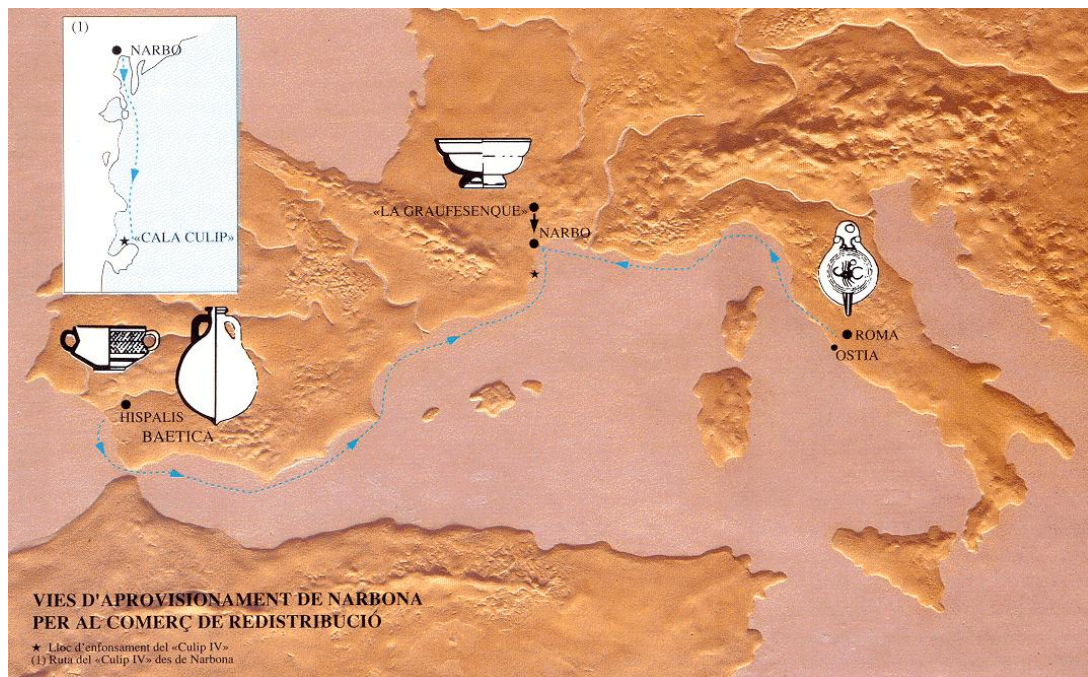 (1)
NARBO
«CALA CULIP»
«LA GRAUFESENQUE»
NARBO
ROMA
OSTIA
HISPALIS
BAETICA
VIES D'APROVISIONAMENT DE NARBONA
PER AL COMERÇ DE REDISTRIBUCIÓ
★ Lloc d'enfonsament del «Culip IV»
(1) Ruta del «Culip IV» des de Narbona